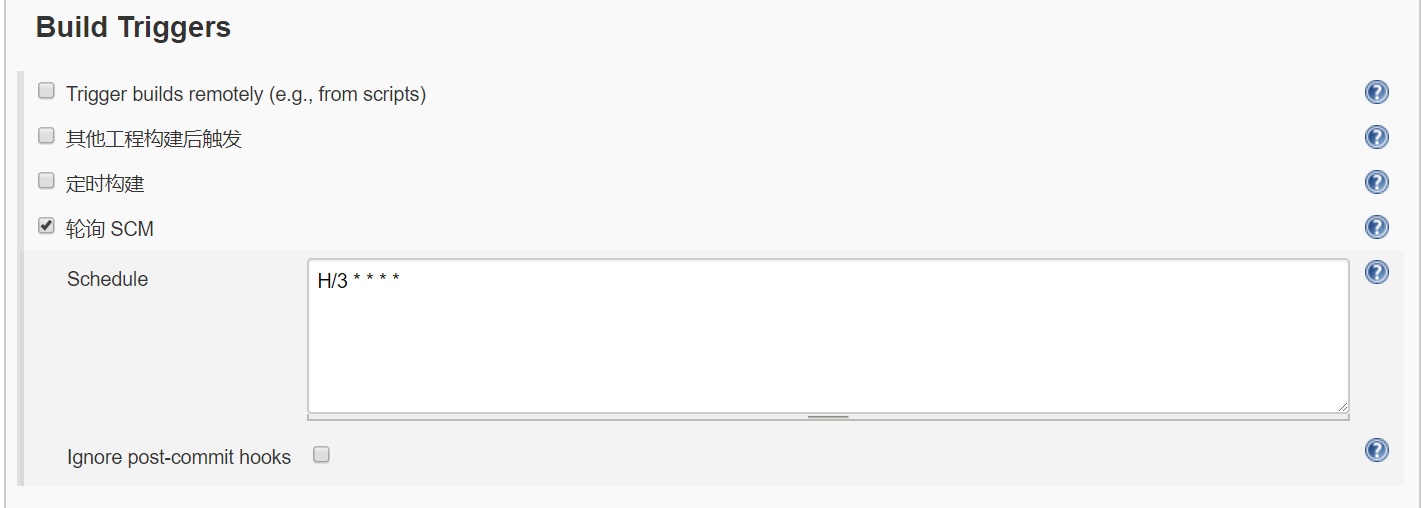 Build Triggers
Trigger builds remotely (e.g., from scripts)
其他工程构建后触发
定时构建
轮询 SCM
Schedule
H/3 * * * *
Ignore post-commit hooks